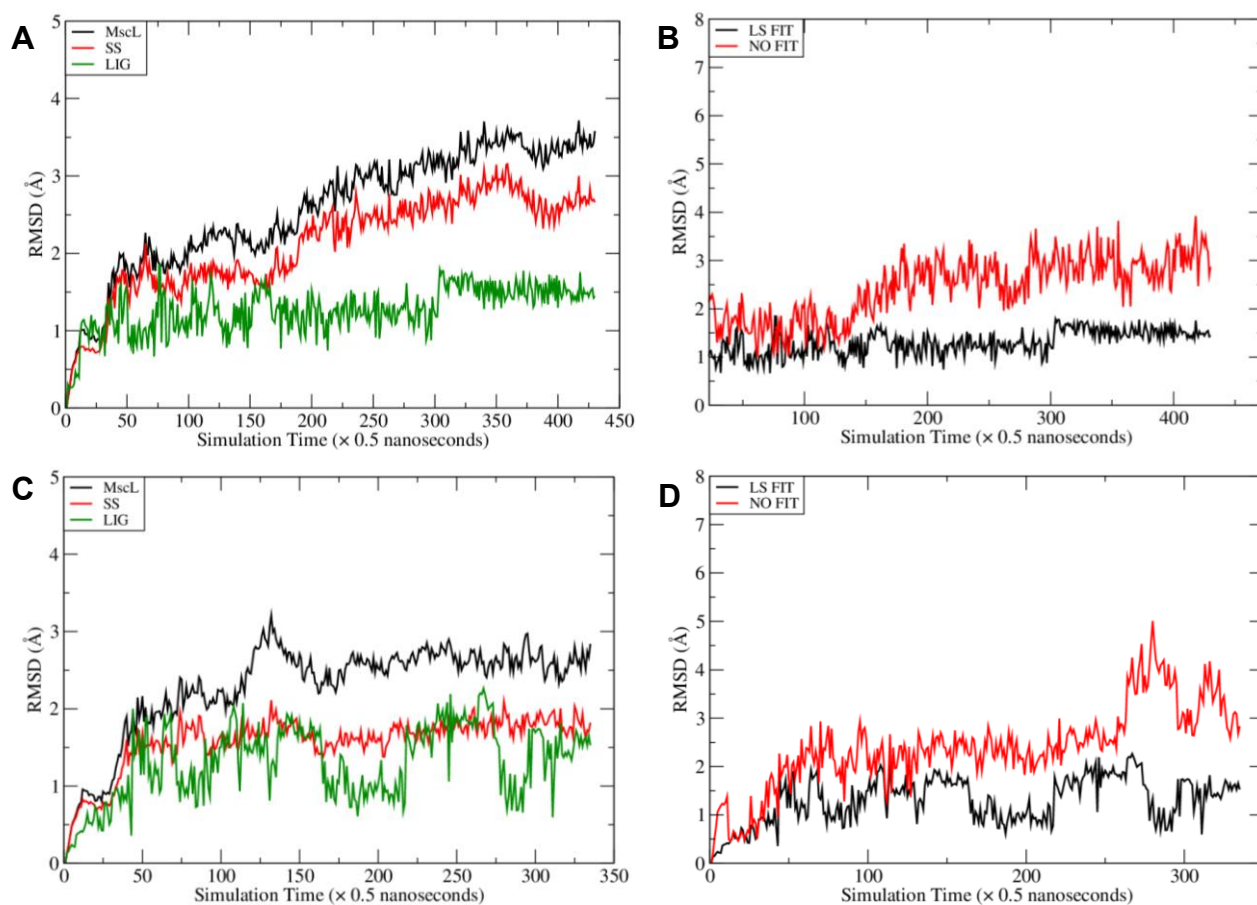 A
MscL
SS
LIG
5
4
3
2
1
0
RMSD (Å)
0 50 100 150 200 250 300 350 400 450
Simulation Time (× 0.5 nanoseconds)
B
LS FIT
NO FIT
8
7
6
5
4
3
2
1
0
RMSD (Å)
100 200 300 400
Simulation Time (× 0.5 nanoseconds)
C
MscL
SS
LIG
5
4
3
2
1
0
RMSD (Å)
0 50 100 150 200 250 300 350
Simulation Time (× 0.5 nanoseconds)
D
LS FIT
NO FIT
8
7
6
5
4
3
2
1
0
RMSD (Å)
0 100 200 300
Simulation Time (× 0.5 nanoseconds)